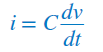 i = C dv/dt